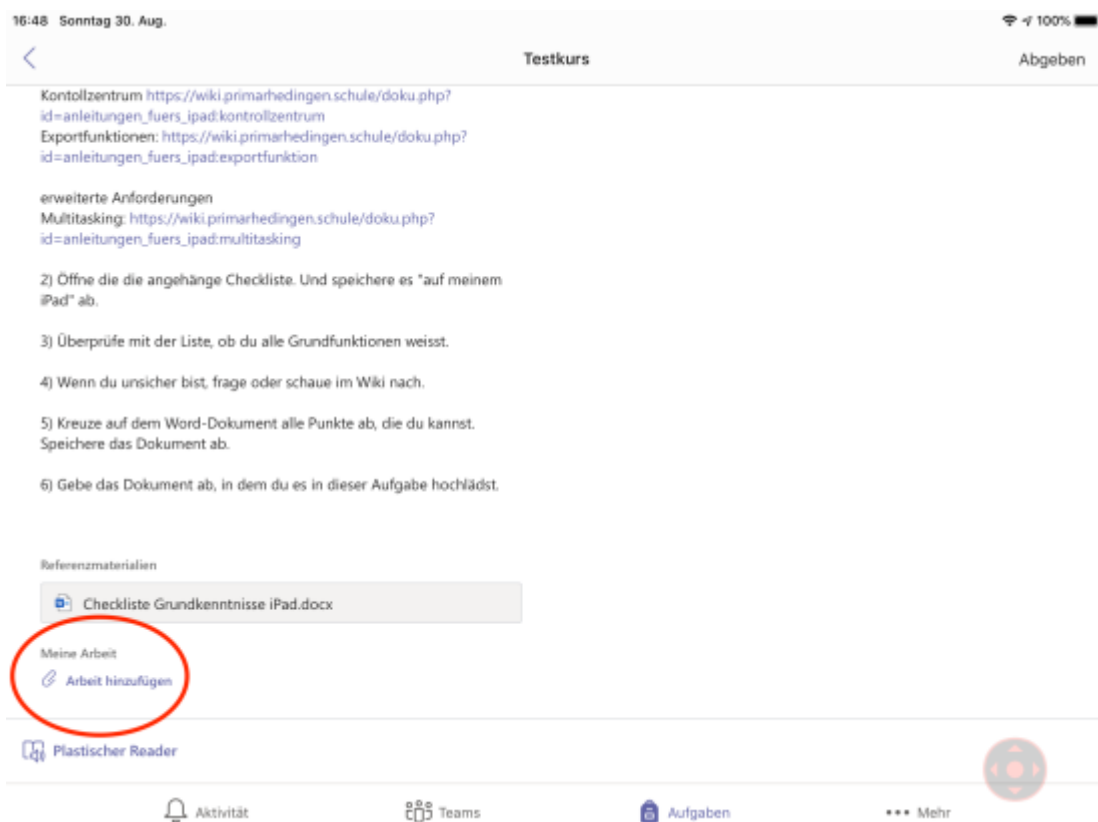 16:48 Sonntag 30. Aug.
100%
Testkurs
Abgeben
Kontollzentrum https://wiki.primarhedingen.schule/doku.php?
id=anleitungen_fuers_ipad:kontrollzentrum
Exportfunktionen: https://wiki.primarhedingen.schule/doku.php?
id=anleitungen_fuers_ipad:exportfunktion
erweiterte Anforderungen
Multitasking: https://wiki.primarhedingen.schule/doku.php?
id=anleitungen_fuers_ipad:multitasking
2) Öffne die die angehänge Checkliste. Und speichere es "auf meinem
iPad" ab.
3) Überprüfe mit der Liste, ob du alle Grundfunktionen weisst.
4) Wenn du unsicher bist, frage oder schaue im Wiki nach.
5) Kreuze auf dem Word-Dokument alle Punkte ab, die du kannst.
Speichere das Dokument ab.
6) Gebe das Dokument ab, in dem du es in dieser Aufgabe hochlädst.
Referenzmaterialien
Checkliste Grundkenntnisse iPad.docx
Meine Arbeit
Arbeit hinzufügen
Plastischer Reader
Aktivität
Teams
Aufgaben
Mehr